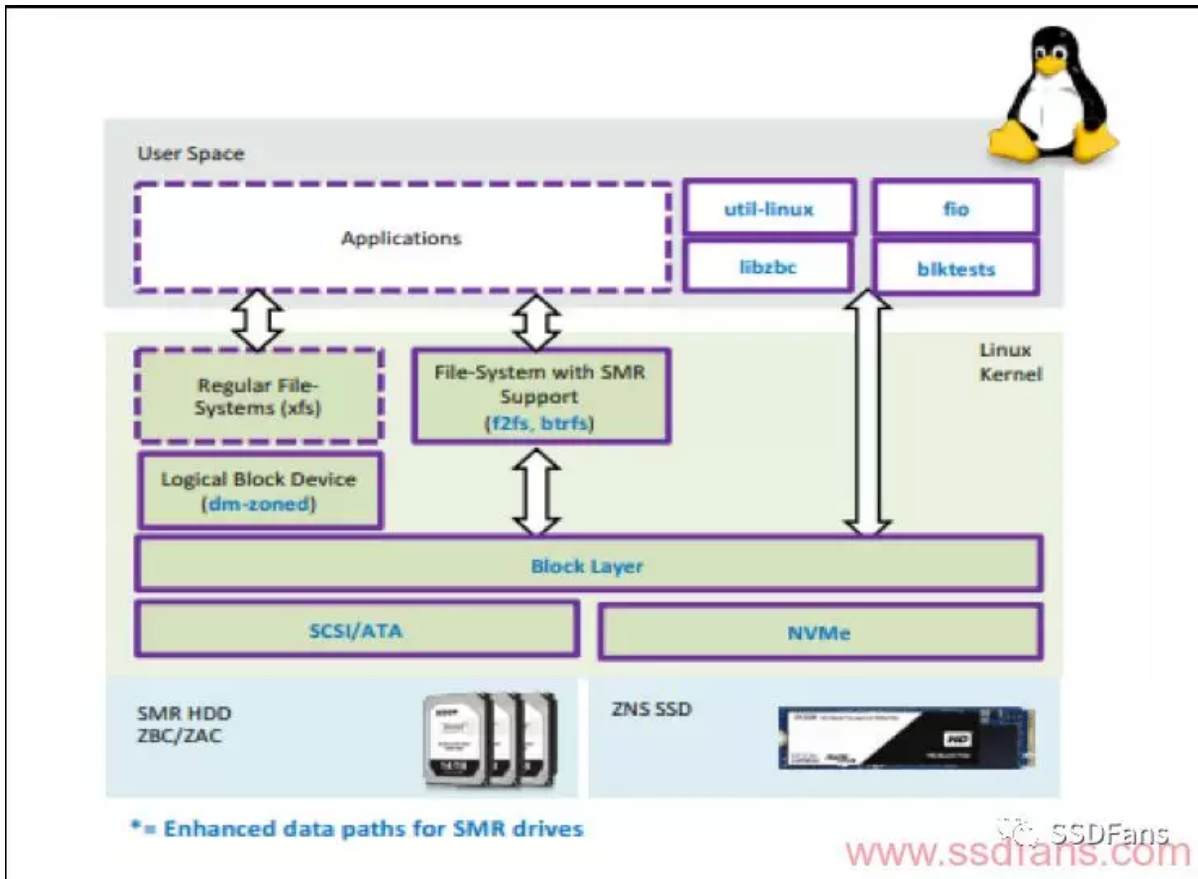 User Space
Applications
util-linux
fio
libzbc
blktests
Linux
Kernel
Regular File-
Systems (xfs)
File-System with SMR
Support
(f2fs, btrfs)
Logical Block Device
(dm-zoned)
Block Layer
SCSI/ATA
NVMe
SMR HDD
ZBC/ZAC
ZNS SSD
WD
*= Enhanced data paths for SMR drives
SSDFans
www.ssdfans.com